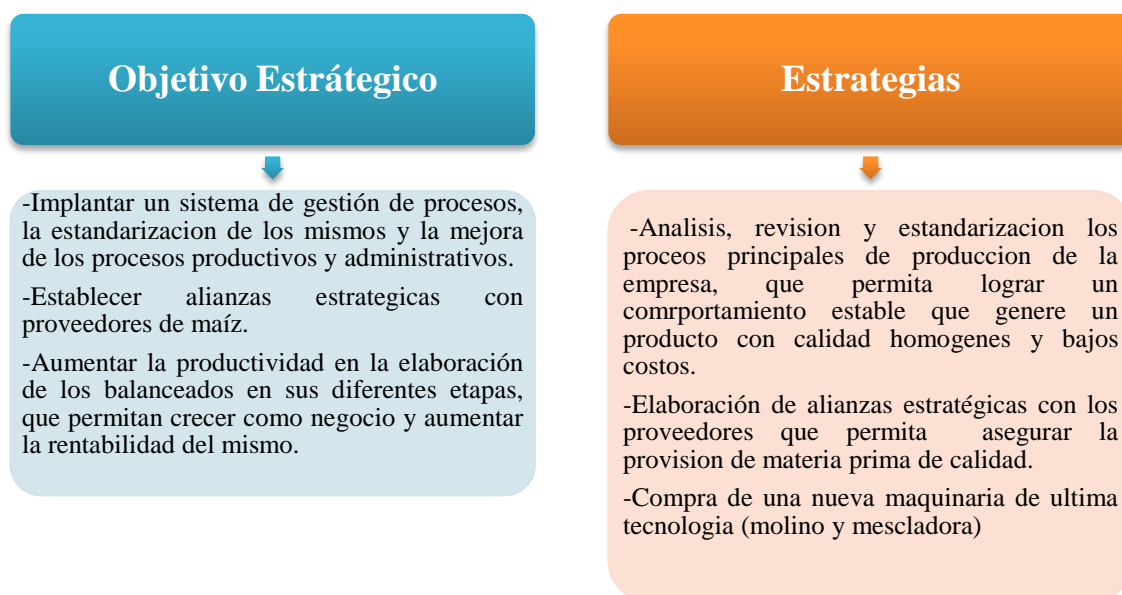 Objetivo Estrátegico
-Implantar un sistema de gestión de procesos,
la estandarizacion de los mismos y la mejora
de los procesos productivos y administrativos.
-Establecer alianzas estrategicas con
proveedores de maíz.
-Aumentar la productividad en la elaboración
de los balanceados en sus diferentes etapas,
que permitan crecer como negocio y aumentar
la rentabilidad del mismo.
Estrategias
-Analisis, revision y estandarizacion los
proceos principales de produccion de la
empresa, que permita lograr un
comrportamiento estable que genere un
producto con calidad homogenes y bajos
costos.
-Elaboración de alianzas estratégicas con los
proveedores que permita asegurar la
provision de materia prima de calidad.
-Compra de una nueva maquinaria de ultima
tecnologia (molino y mescladora)